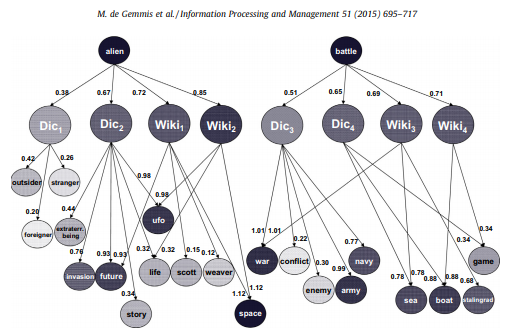 M. de Gemmis et al. / Information Processing and Management 51 (2015) 695–717
alien battle
0.38 0.67 0.72 0.85 0.51 0.65 0.69 0.71
Dic1 Dic2 Wiki1 Wiki2 Dic3 Dic4 Wiki3 Wiki4
0.42 0.26
outsider stranger
0.98
0.98
0.20 0.44
foreigner extraterr. being ufo
1.01 1.01 0.22 0.77 0.34 0.34
0.76 0.93 0.93 0.32 0.32 0.15 0.12
war conflict navy game
invasion future life scott weaver
0.30 0.99 0.78 0.78 0.88 0.88 0.68
enemy army
1.12 1.12
0.34
sea boat stalingrad
story space